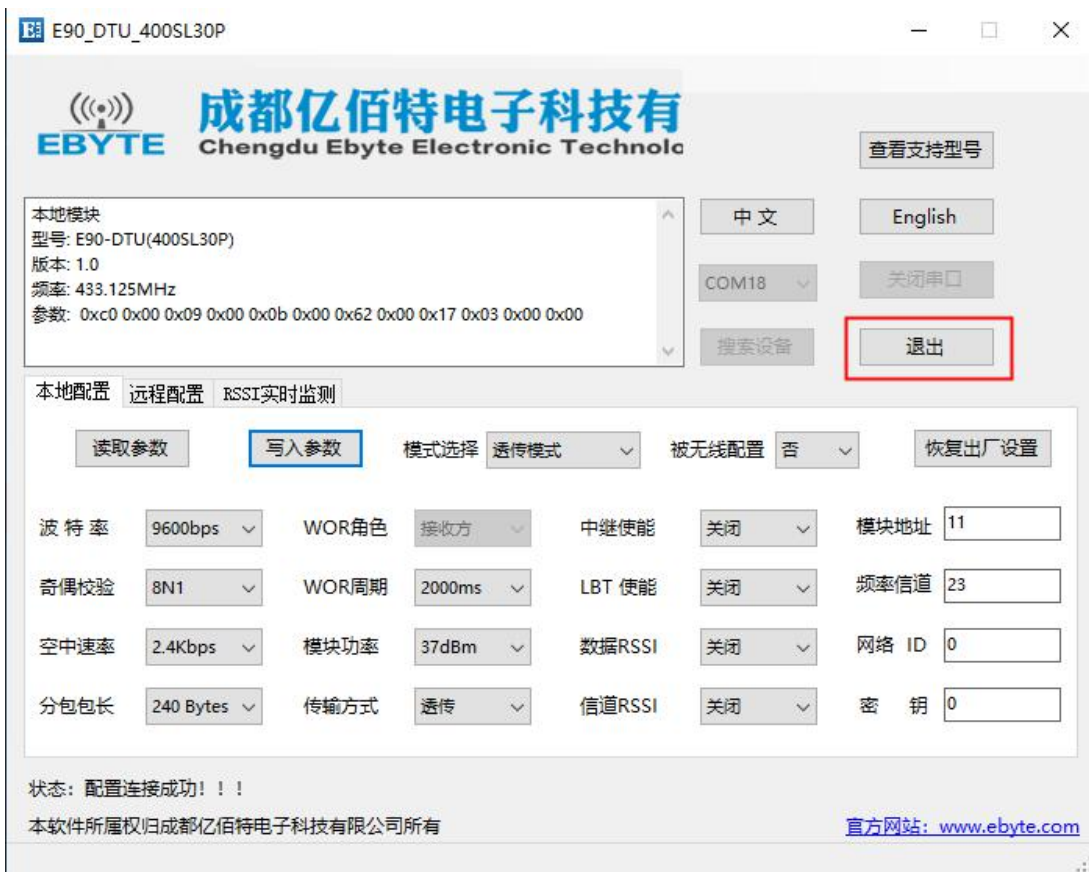 E90_DTU_400SL30P
EBYTE
成都亿佰特电子科技有
Chengdu Ebyte Electronic Technolo
查看支持型号
本地模块
型号: E90-DTU(400SL30P)
版本: 1.0
频率: 433.125MHz
参数: 0xc0 0x00 0x09 0x00 0x0b 0x00 0x62 0x00 0x17 0x03 0x00 0x00
中 文 English
COM18 关闭串口
搜索设备 退出
本地配置 远程配置 RSSI实时监测
读取参数 写入参数 模式选择 透传模式 被无线配置 否 恢复出厂设置
波 特 率 9600bps WOR角色 接收方 中继使能 关闭 模块地址 11
奇偶校验 8N1 WOR周期 2000ms LBT 使能 关闭 频率信道 23
空中速率 2.4Kbps 模块功率 37dBm 数据RSSI 关闭 网络 ID 0
分包包长 240 Bytes 传输方式 透传 信道RSSI 关闭 密 钥 0
状态：配置连接成功！！！
本软件所属权归成都亿佰特电子科技有限公司所有 官方网站：www.ebyte.com